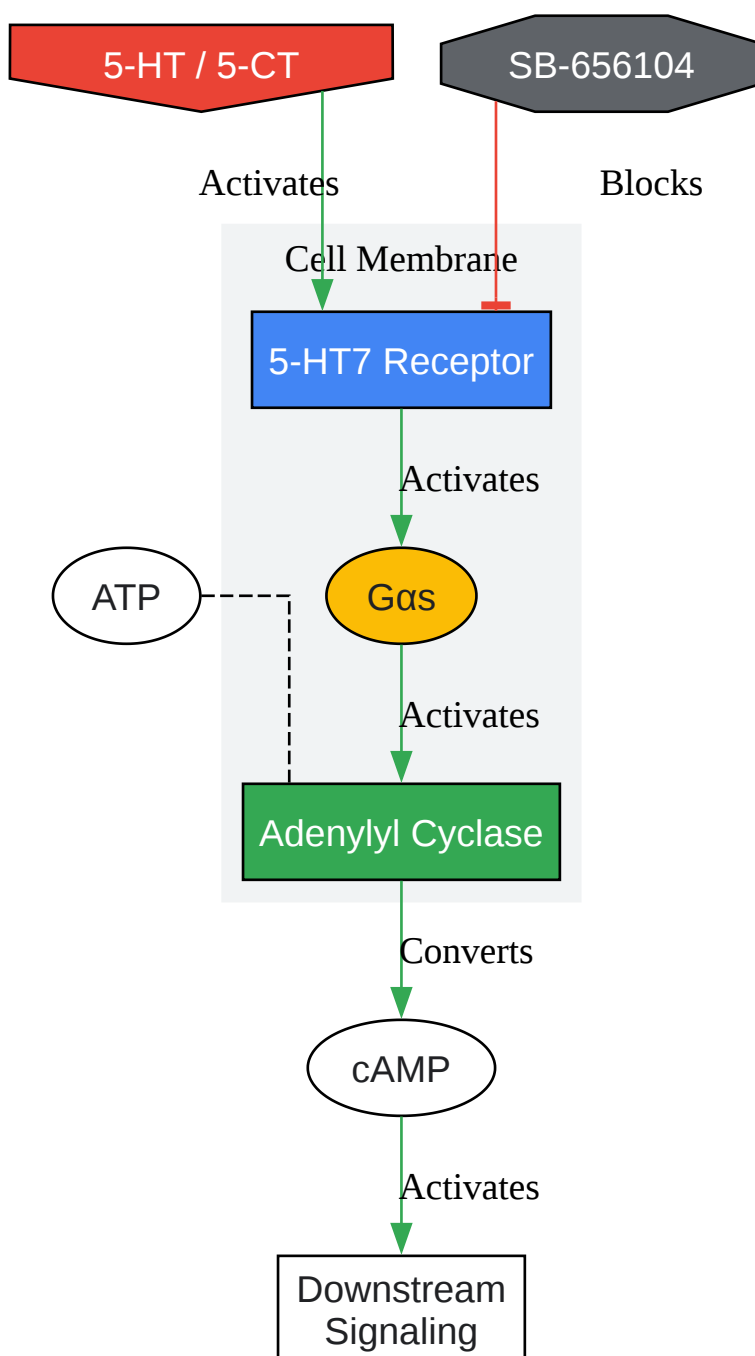 5-HT / 5-CT
SB-656104
Activates
Blocks
Cell Membrane
5-HT7 Receptor
Activates
ATP
Gαs
Activates
Adenylyl Cyclase
Converts
cAMP
Activates
Downstream
Signaling